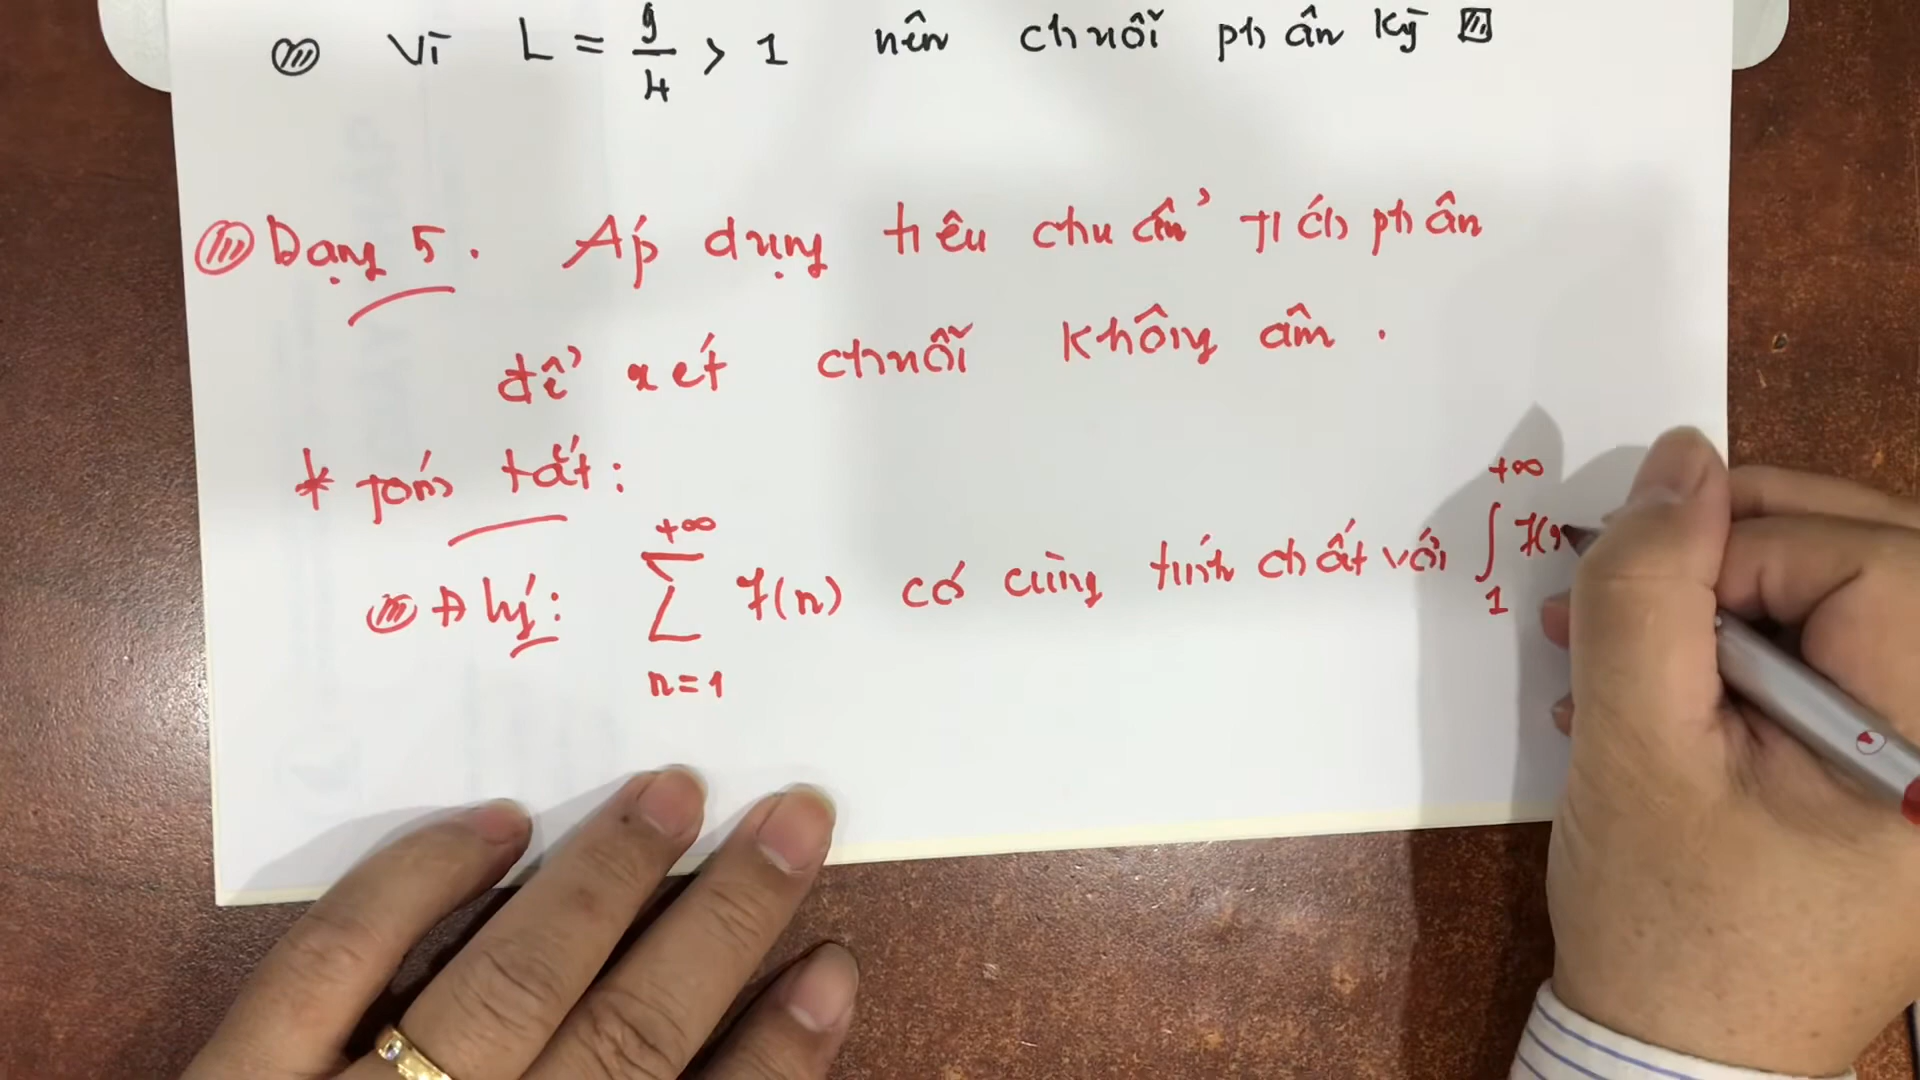 Vì L = 9/4 > 1 nên chuỗi phân kỳ
Dạng 5. Áp dụng tiêu chuẩn Tích phân
để xét chuỗi không âm.
* Tóm tắt:
Đ lý: ∑_{n=1}^{+∞} f(n) có cùng tính chất với ∫_1^{+∞} f(